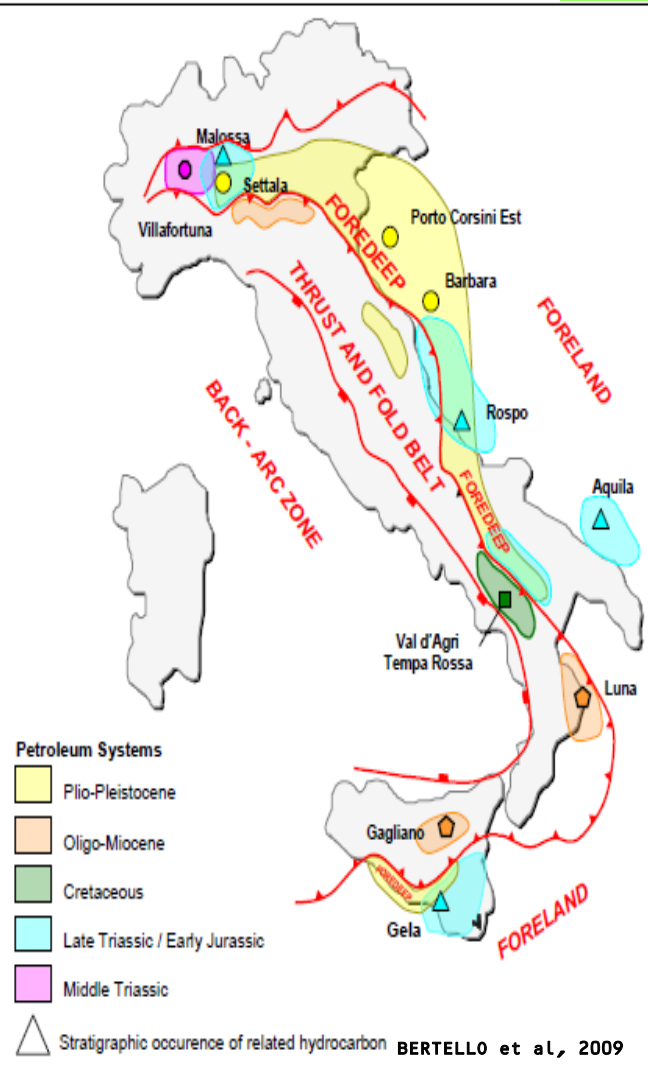 Malossa
Settala
Villafortuna
FOREDEEP
Porto Corsini Est
Barbara
THRUST AND FOLD BELT
FORELAND
BACK - ARC ZONE
Rospo
FOREDEEP
Aquila
Val d'Agri
Tempa Rossa
Luna
Gagliano
FOREDEEP
Gela
FORELAND
Petroleum Systems
Plio-Pleistocene
Oligo-Miocene
Cretaceous
Late Triassic / Early Jurassic
Middle Triassic
Stratigraphic occurence of related hydrocarbon
BERTELLO et al, 2009